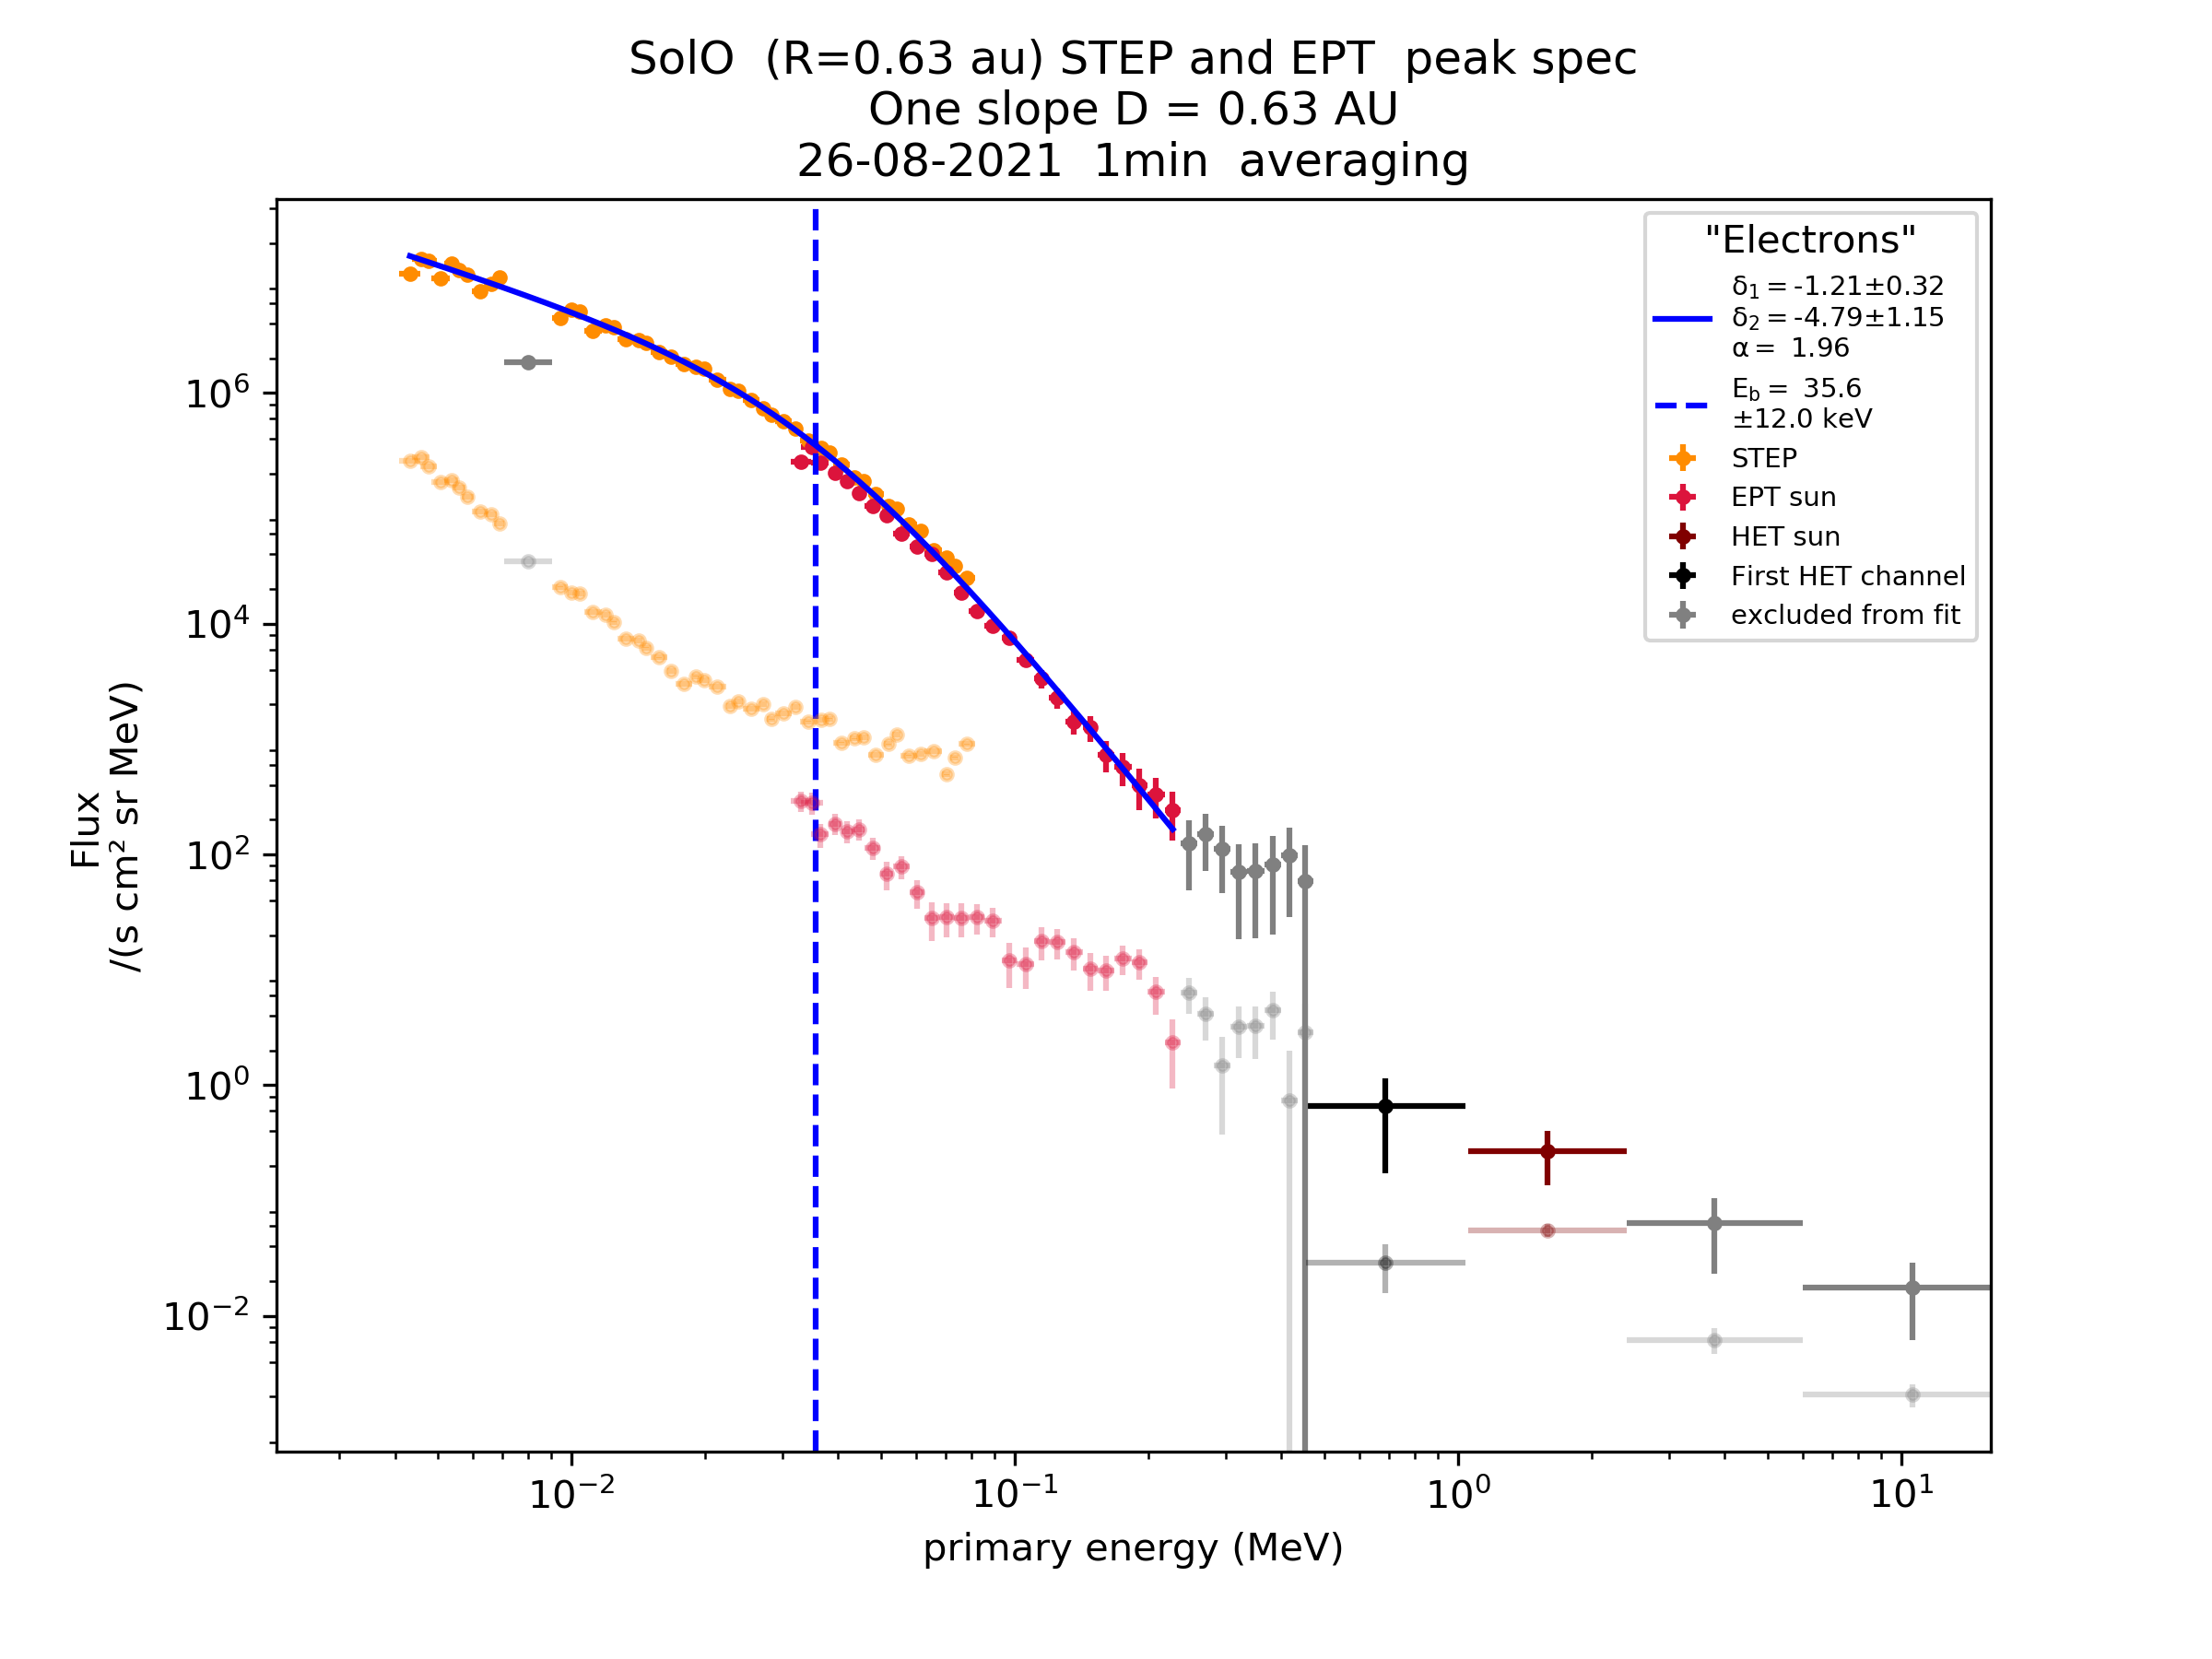 SolO  (R=0.63 au) STEP and EPT  peak spec
One slope D = 0.63 AU
26-08-2021  1min  averaging
"Electrons"
δ₁ = -1.21±0.32
δ₂ = -4.79±1.15
α =  1.96
E_b =  35.6
±12.0 keV
STEP
EPT sun
HET sun
First HET channel
excluded from fit
Flux
/(s cm² sr MeV)
10⁶
10⁴
10²
10⁰
10⁻²
10⁻²
10⁻¹
10⁰
10¹
primary energy (MeV)